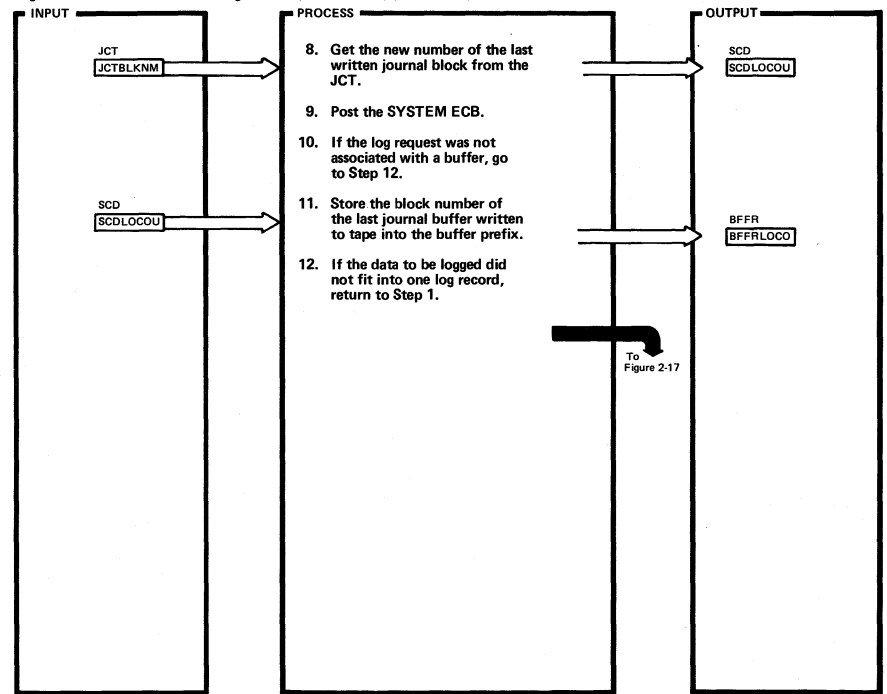 INPUT
PROCESS
OUTPUT
JCT
JCTBLKNM
8. Get the new number of the last
written journal block from the
JCT.
SCD
SCDLOCOU
9. Post the SYSTEM ECB.
10. If the log request was not
associated with a buffer, go
to Step 12.
SCD
SCDLOCOU
11. Store the block number of
the last journal buffer written
to tape into the buffer prefix.
BFFR
BFFRLOCO
12. If the data to be logged did
not fit into one log record,
return to Step 1.
To
Figure 2-17